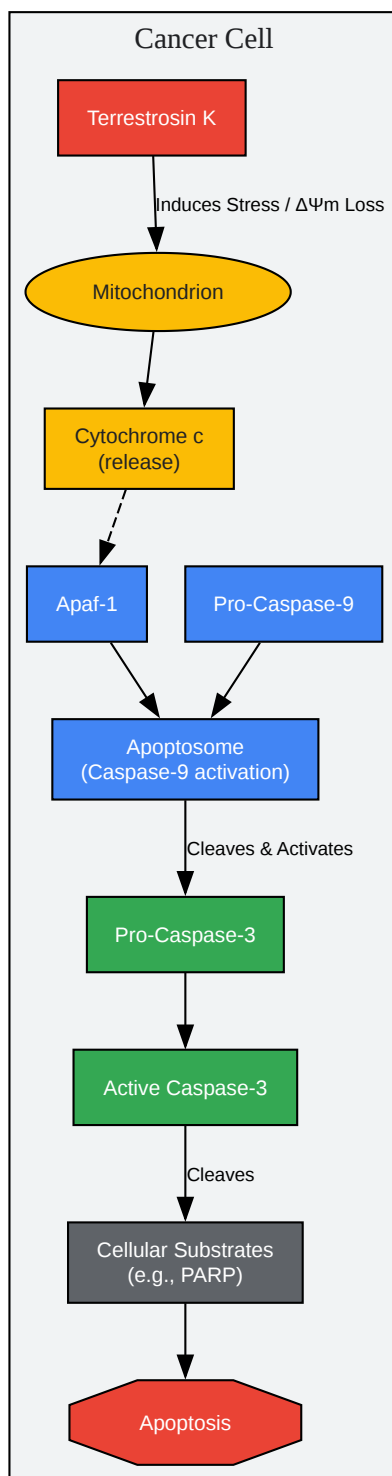 Cancer Cell
Terrestrosin K
Induces Stress / ΔΨm Loss
Mitochondrion
Cytochrome c
(release)
Apaf-1
Pro-Caspase-9
Apoptosome
(Caspase-9 activation)
Cleaves & Activates
Pro-Caspase-3
Active Caspase-3
Cleaves
Cellular Substrates
(e.g., PARP)
Apoptosis